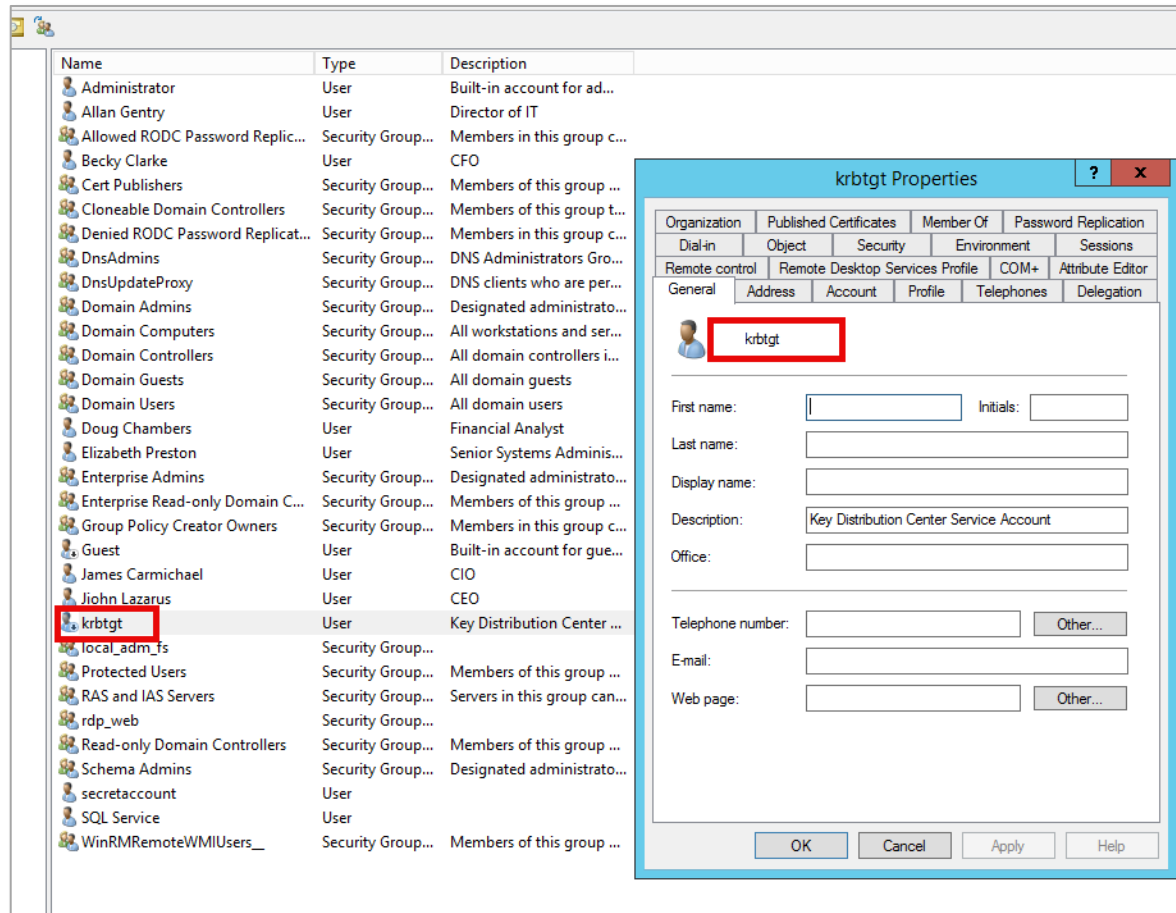 Name Type Description
Administrator User Built-in account for ad...
Allan Gentry User Director of IT
Allowed RODC Password Replic... Security Group... Members in this group c...
Becky Clarke User CFO
Cert Publishers Security Group... Members of this group ...
Cloneable Domain Controllers Security Group... Members of this group t...
Denied RODC Password Replicat... Security Group... Members in this group c...
DnsAdmins Security Group... DNS Administrators Gro...
DnsUpdateProxy Security Group... DNS clients who are per...
Domain Admins Security Group... Designated administrato...
Domain Computers Security Group... All workstations and ser...
Domain Controllers Security Group... All domain controllers i...
Domain Guests Security Group... All domain guests
Domain Users Security Group... All domain users
Doug Chambers User Financial Analyst
Elizabeth Preston User Senior Systems Adminis...
Enterprise Admins Security Group... Designated administrato...
Enterprise Read-only Domain C... Security Group... Members of this group ...
Group Policy Creator Owners Security Group... Members in this group c...
Guest User Built-in account for gue...
James Carmichael User CIO
Jiohn Lazarus User CEO
krbtgt User Key Distribution Center ...
local_adm_fs Security Group...
Protected Users Security Group... Members of this group ...
RAS and IAS Servers Security Group... Servers in this group can...
rdp_web Security Group...
Read-only Domain Controllers Security Group... Members of this group ...
Schema Admins Security Group... Designated administrato...
secretaccount User
SQL Service User
WinRMRemoteWMIUsers__ Security Group... Members of this group ...
krbtgt Properties ? x
Organization Published Certificates Member Of Password Replication
Dial-in Object Security Environment Sessions
Remote control Remote Desktop Services Profile COM+ Attribute Editor
General Address Account Profile Telephones Delegation
krbtgt
First name: Initials:
Last name:
Display name:
Description: Key Distribution Center Service Account
Office:
Telephone number: Other...
E-mail:
Web page: Other...
OK Cancel Apply Help